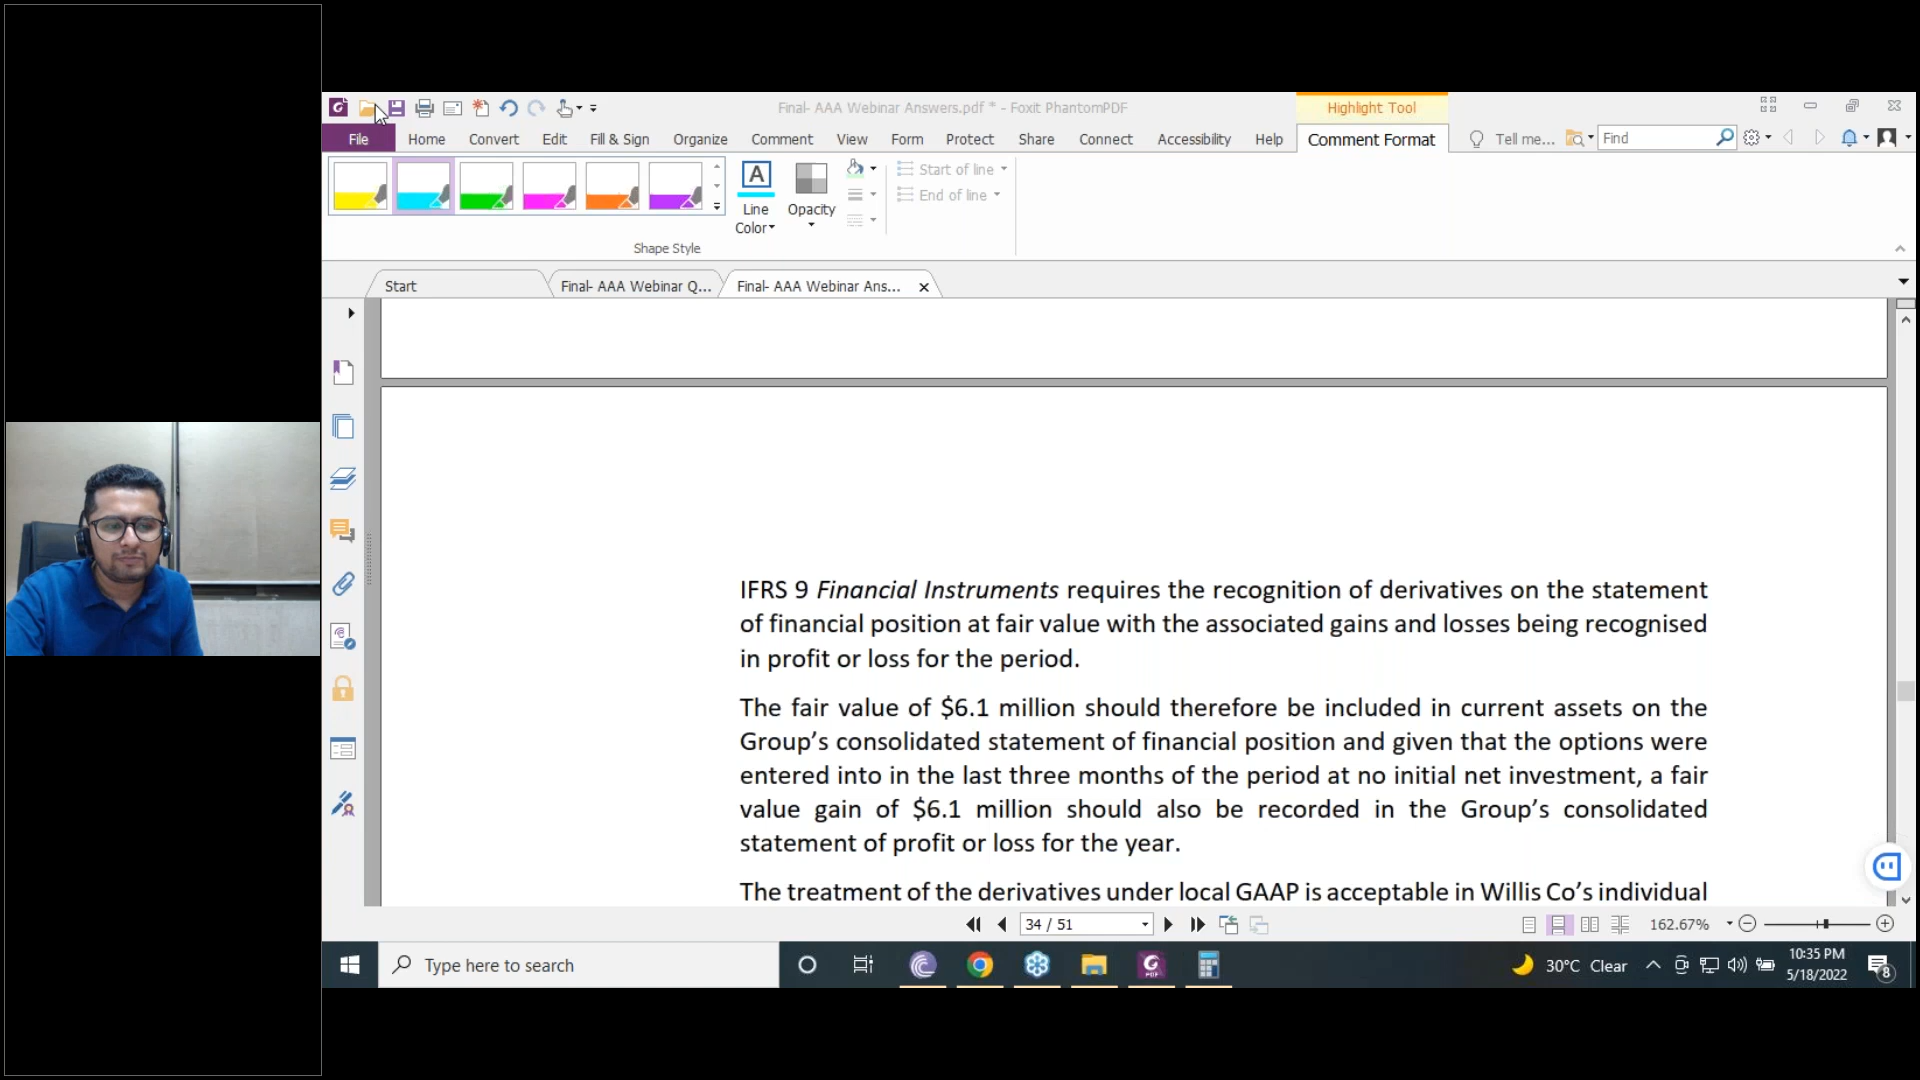 Final- AAA Webinar Answers.pdf * - Foxit PhantomPDF
Highlight Tool
File Home Convert Edit Fill & Sign Organize Comment View Form Protect Share Connect Accessibility Help Comment Format Tell me... Find
Start of line
End of line
Line
Color
Opacity
Shape Style
Start
Final- AAA Webinar Q...
Final- AAA Webinar Ans...
IFRS 9 Financial Instruments requires the recognition of derivatives on the statement
of financial position at fair value with the associated gains and losses being recognised
in profit or loss for the period.
The fair value of $6.1 million should therefore be included in current assets on the
Group’s consolidated statement of financial position and given that the options were
entered into in the last three months of the period at no initial net investment, a fair
value gain of $6.1 million should also be recorded in the Group’s consolidated
statement of profit or loss for the year.
The treatment of the derivatives under local GAAP is acceptable in Willis Co’s individual
34 / 51
162.67%
Type here to search
30°C Clear
10:35 PM
5/18/2022
8